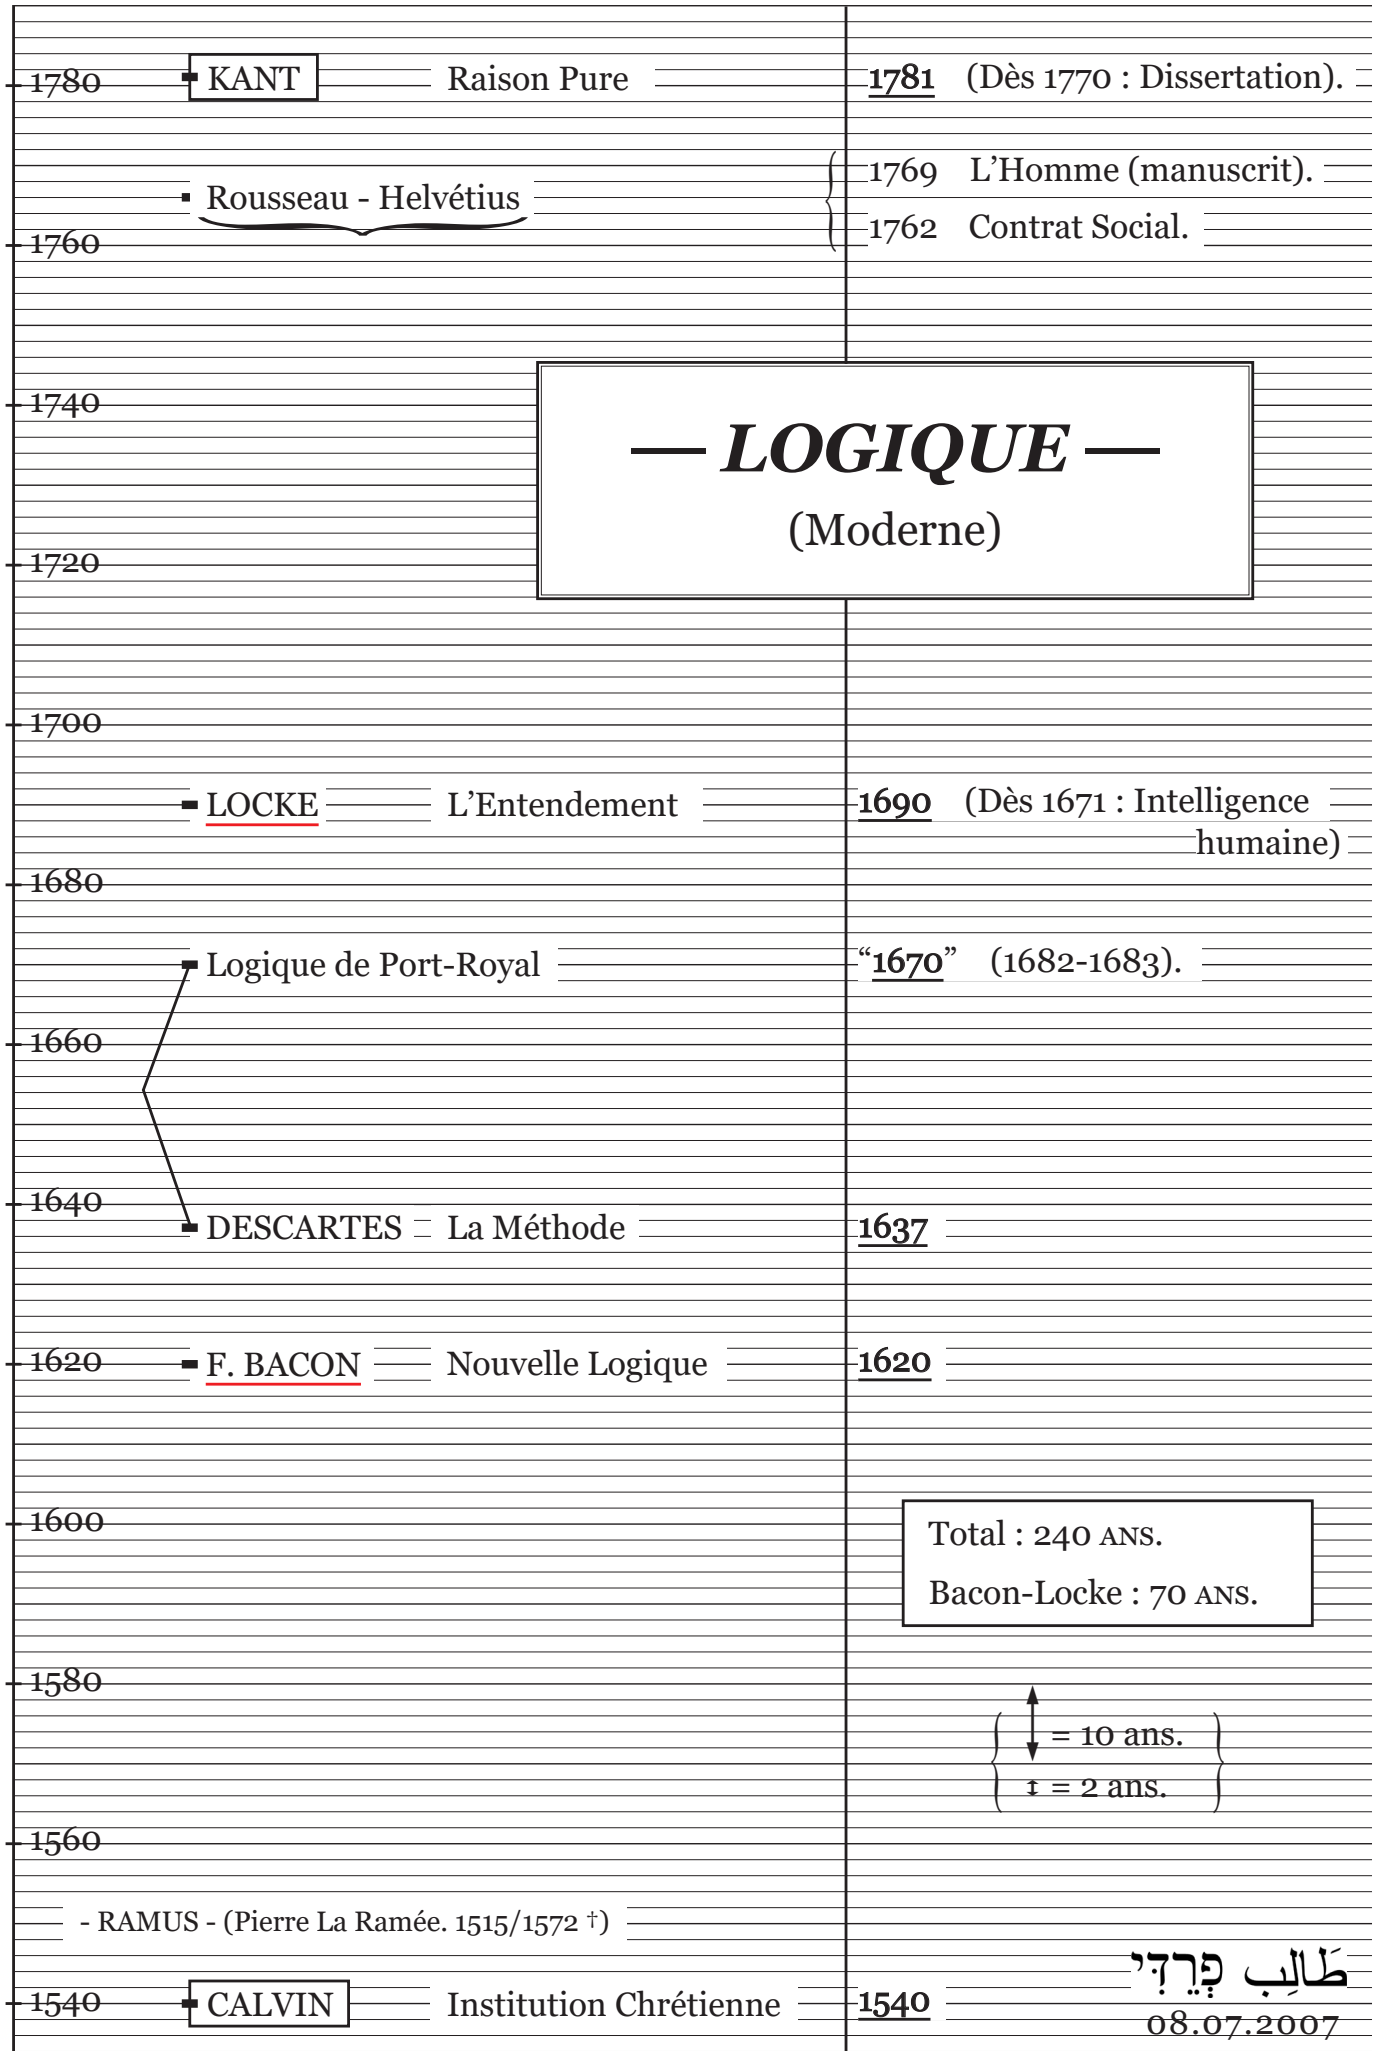 1780 KANT Raison Pure 1781 (Dès 1770 : Dissertation).
1769 L’Homme (manuscrit).
Rousseau - Helvétius
1762 Contrat Social.
1760
1740
— LOGIQUE —
(Moderne)
1720
1700
LOCKE L’Entendement 1690 (Dès 1671 : Intelligence
humaine)
1680
Logique de Port-Royal “1670” (1682-1683).
1660
1640
DESCARTES La Méthode 1637
1620 F. BACON Nouvelle Logique 1620
1600
Total : 240 ANS.
Bacon-Locke : 70 ANS.
1580
= 10 ans.
= 2 ans.
1560
- RAMUS - (Pierre La Ramée. 1515/1572 †)
طَالِب פְרֵדִי
1540 CALVIN Institution Chrétienne 1540
08.07.2007